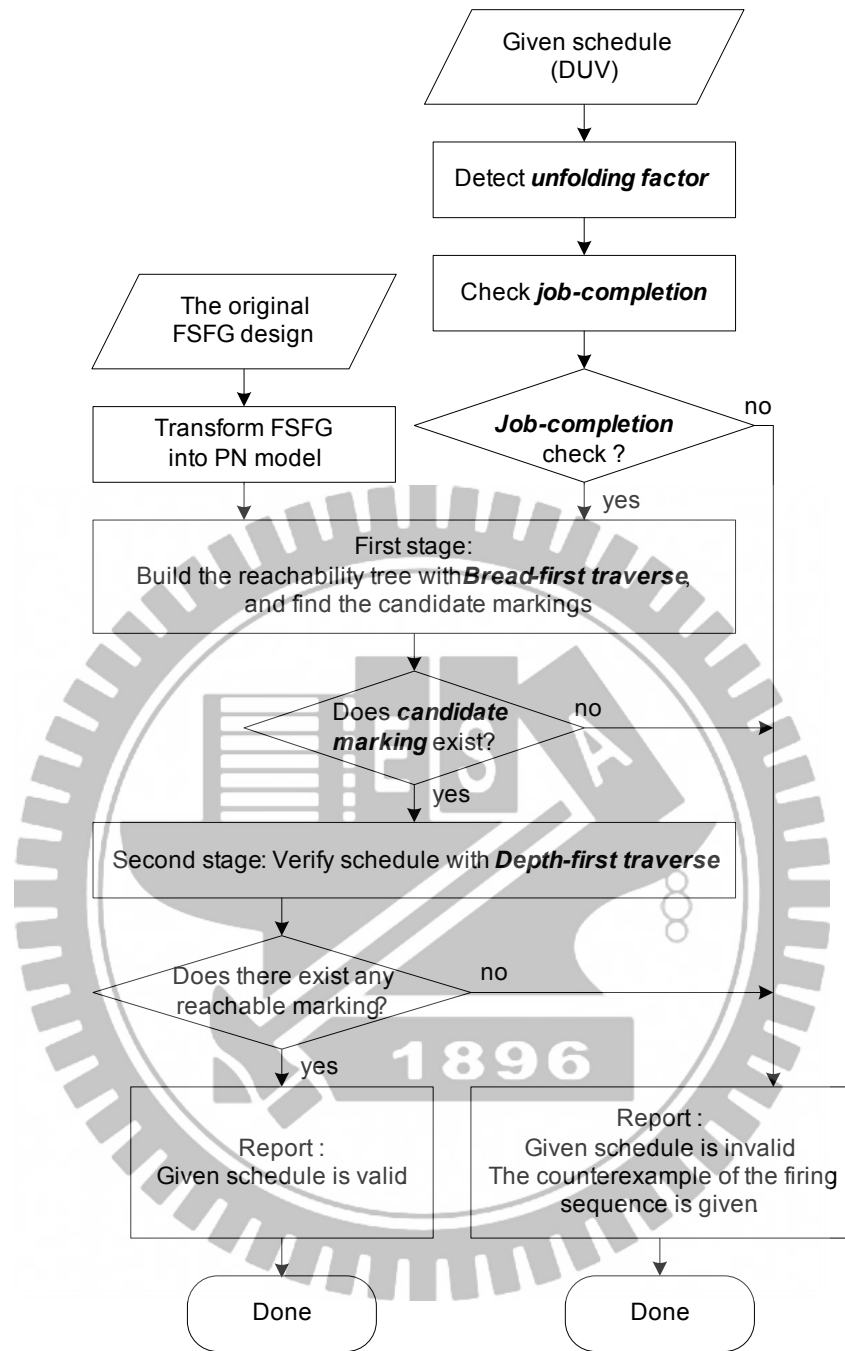 Given schedule
(DUV)
Detect unfolding factor
Check job-completion
The original
FSFG design
Transform FSFG
into PN model
Job-completion
check ?
no
yes
First stage:
Build the reachability tree with Bread-first traverse,
and find the candidate markings
Does candidate
marking exist?
no
yes
E S A
Second stage: Verify schedule with Depth-first traverse
Does there exist any
reachable marking?
no
yes
1896
Report :
Given schedule is valid
Report :
Given schedule is invalid
The counterexample of the firing
sequence is given
Done
Done